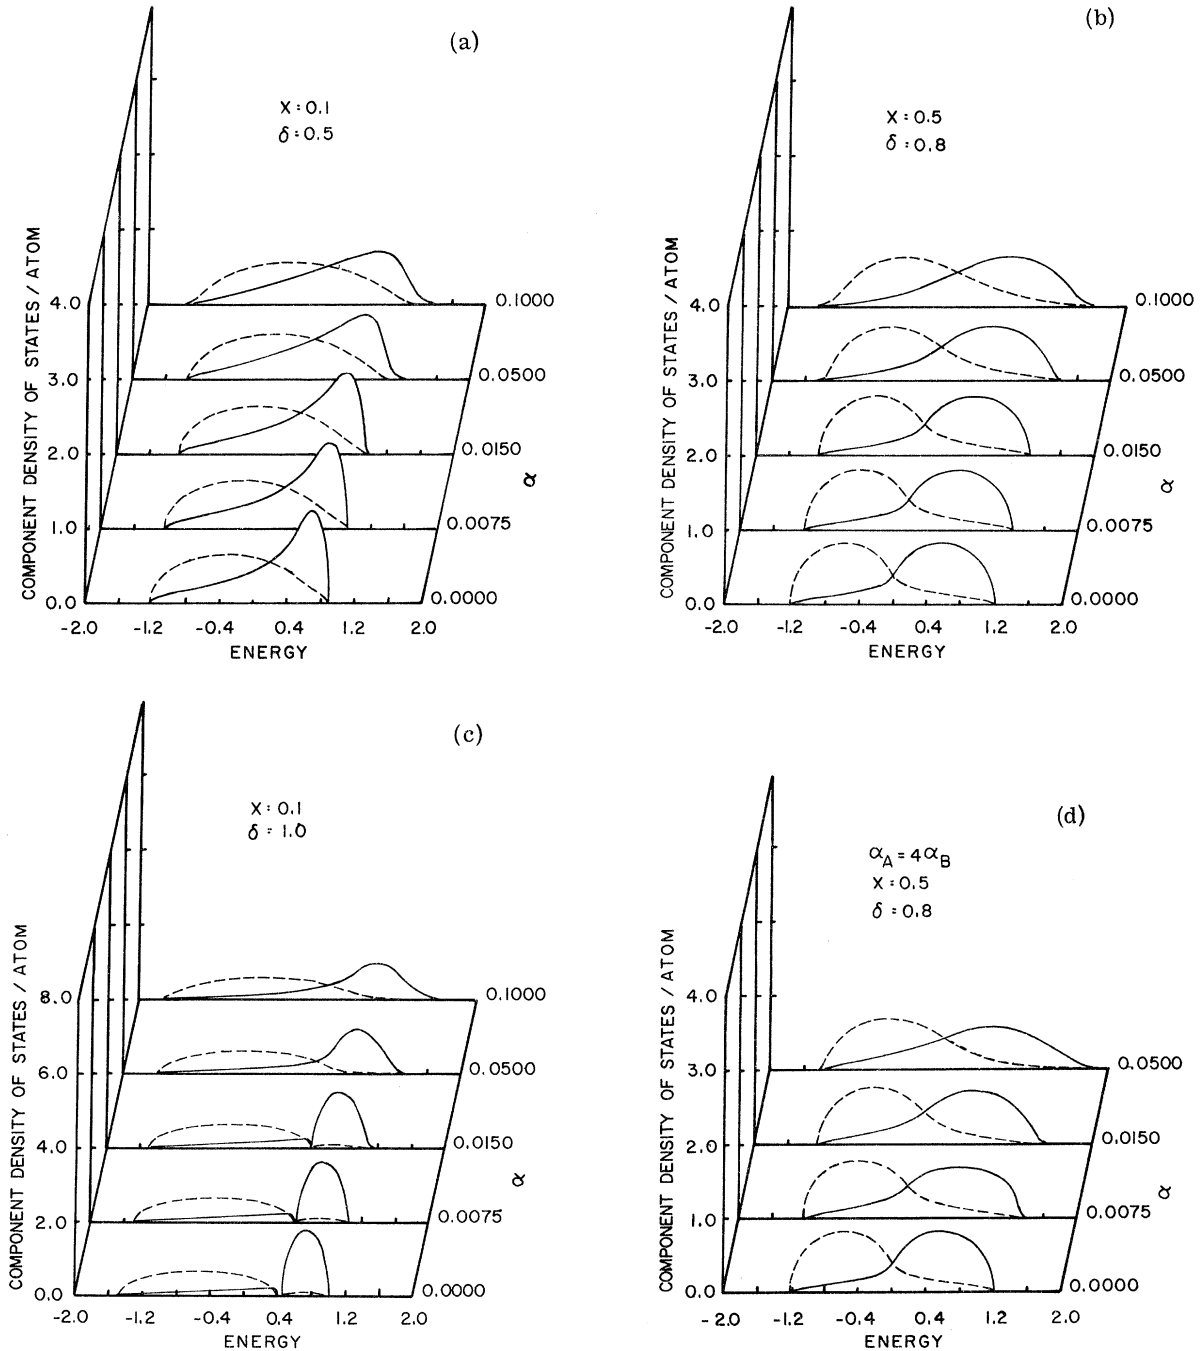 (a)
X = 0.1
δ = 0.5
COMPONENT DENSITY OF STATES / ATOM
4.0
3.0
2.0
1.0
0.0
0.1000
0.0500
0.0150
0.0075
0.0000
α
-2.0 -1.2 -0.4 0.4 1.2 2.0
ENERGY
(b)
X = 0.5
δ = 0.8
COMPONENT DENSITY OF STATES / ATOM
4.0
3.0
2.0
1.0
0.0
0.1000
0.0500
0.0150
0.0075
0.0000
α
-2.0 -1.2 -0.4 0.4 1.2 2.0
ENERGY
(c)
X = 0.1
δ = 1.0
COMPONENT DENSITY OF STATES / ATOM
8.0
6.0
4.0
2.0
0.0
0.1000
0.0500
0.0150
0.0075
0.0000
α
-2.0 -1.2 -0.4 0.4 1.2 2.0
ENERGY
(d)
α_A = 4α_B
X = 0.5
δ = 0.8
COMPONENT DENSITY OF STATES / ATOM
4.0
3.0
2.0
1.0
0.0
0.0500
0.0150
0.0075
0.0000
α
-2.0 -1.2 -0.4 0.4 1.2 2.0
ENERGY